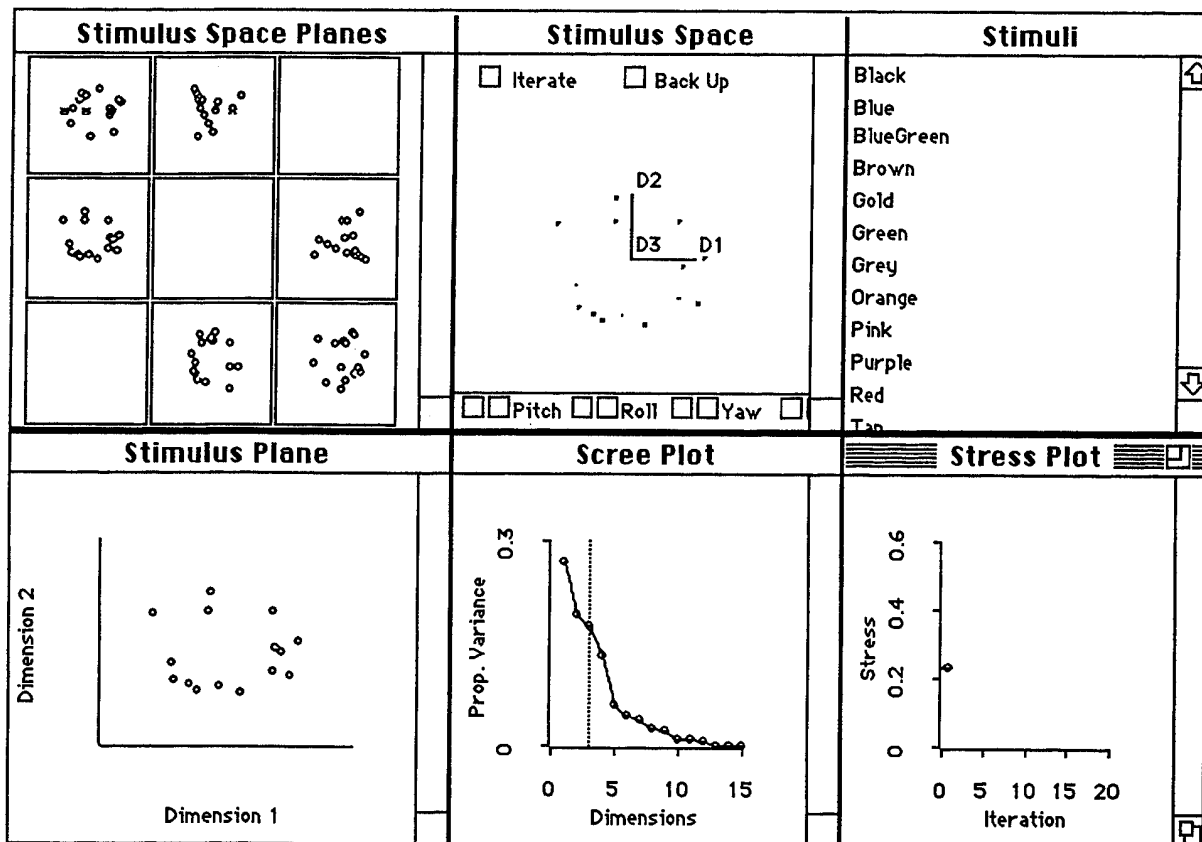 Stimulus Space Planes
Stimulus Space
Iterate
Back Up
D2
D3
D1
Pitch
Roll
Yaw
Stimuli
Black
Blue
BlueGreen
Brown
Gold
Green
Grey
Orange
Pink
Purple
Red
Tan
Stimulus Plane
Dimension 2
Dimension 1
Scree Plot
Prop. Variance
0.3
0
0 5 10 15
Dimensions
Stress Plot
Stress
0.6
0.4
0.2
0
0 5 10 15 20
Iteration